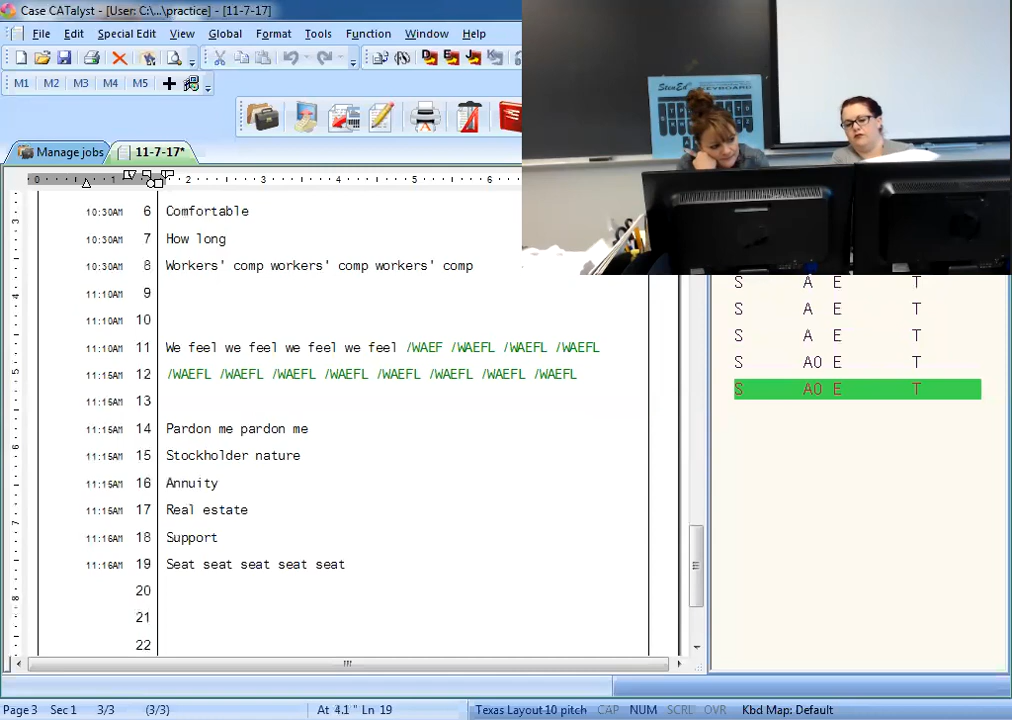 Case CATalyst - [User: C:\...\practice] - [11-7-17]
File Edit Special Edit View Global Format Tools Function Window Help
M1 M2 M3 M4 M5
Manage jobs 11-7-17*
StenEd KEYBOARD
0 1 2 3 4 5 6
10:30AM 6 Comfortable
10:30AM 7 How long
10:30AM 8 Workers' comp workers' comp workers' comp
11:10AM 9
11:10AM 10
11:10AM 11 We feel we feel we feel we feel /WAEF /WAEFL /WAEFL /WAEFL
11:15AM 12 /WAEFL /WAEFL /WAEFL /WAEFL /WAEFL /WAEFL /WAEFL /WAEFL
11:15AM 13
11:15AM 14 Pardon me pardon me
11:15AM 15 Stockholder nature
11:15AM 16 Annuity
11:15AM 17 Real estate
11:16AM 18 Support
11:16AM 19 Seat seat seat seat seat
20
21
22
S A E T
S A E T
S A E T
S AO E T
S AO E T
Page 3 Sec 1 3/3 (3/3) At 4.1 " Ln 19 Texas Layout 10 pitch CAP NUM SCRL OVR Kbd Map: Default